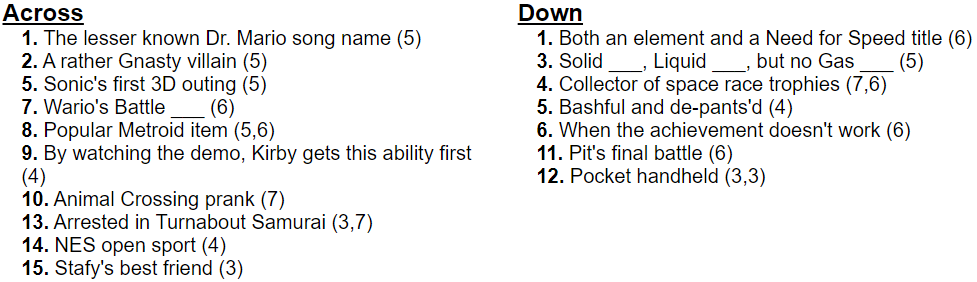 Across
1. The lesser known Dr. Mario song name (5)
2. A rather Gnasty villain (5)
5. Sonic's first 3D outing (5)
7. Wario's Battle ___ (6)
8. Popular Metroid item (5,6)
9. By watching the demo, Kirby gets this ability first
(4)
10. Animal Crossing prank (7)
13. Arrested in Turnabout Samurai (3,7)
14. NES open sport (4)
15. Stafy's best friend (3)
Down
1. Both an element and a Need for Speed title (6)
3. Solid ___, Liquid ___, but no Gas ___ (5)
4. Collector of space race trophies (7,6)
5. Bashful and de-pants'd (4)
6. When the achievement doesn't work (6)
11. Pit's final battle (6)
12. Pocket handheld (3,3)